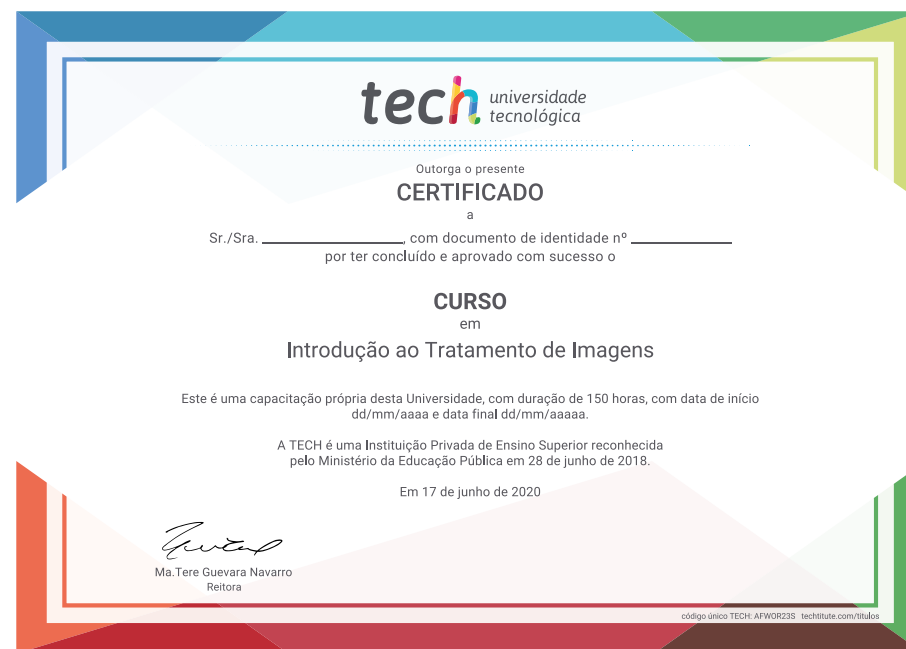 tech universidade
tecnológica
Outorga o presente
CERTIFICADO
a
Sr./Sra. ______________, com documento de identidade nº __________
por ter concluído e aprovado com sucesso o
CURSO
em
Introdução ao Tratamento de Imagens
Este é uma capacitação própria desta Universidade, com duração de 150 horas, com data de início
dd/mm/aaaa e data final dd/mm/aaaaa.
A TECH é uma Instituição Privada de Ensino Superior reconhecida
pelo Ministério da Educação Pública em 28 de junho de 2018.
Em 17 de junho de 2020
Ma.Tere Guevara Navarro
Reitora
código único TECH: AFWOR23S techtitute.com/titulos